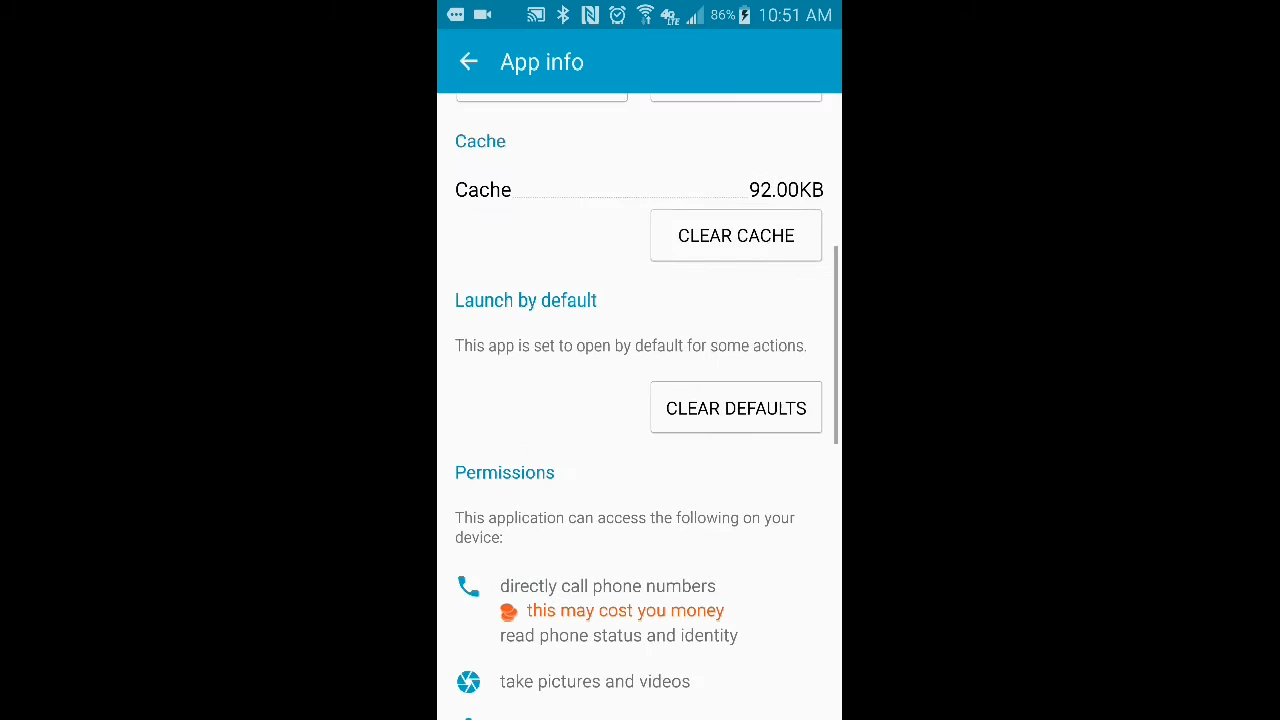 86% 10:51 AM
App info
Cache
Cache 92.00KB
CLEAR CACHE
Launch by default
This app is set to open by default for some actions.
CLEAR DEFAULTS
Permissions
This application can access the following on your
device:
directly call phone numbers
this may cost you money
read phone status and identity
take pictures and videos